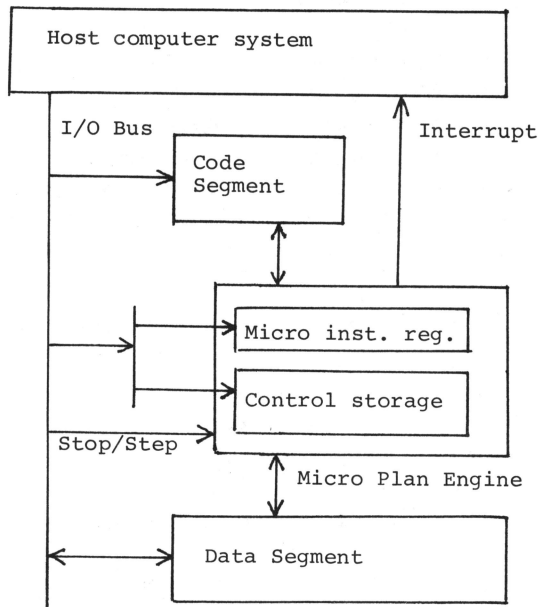 Host computer system
I/O Bus
Interrupt
Code
Segment
Micro inst. reg.
Control storage
Stop/Step
Micro Plan Engine
Data Segment